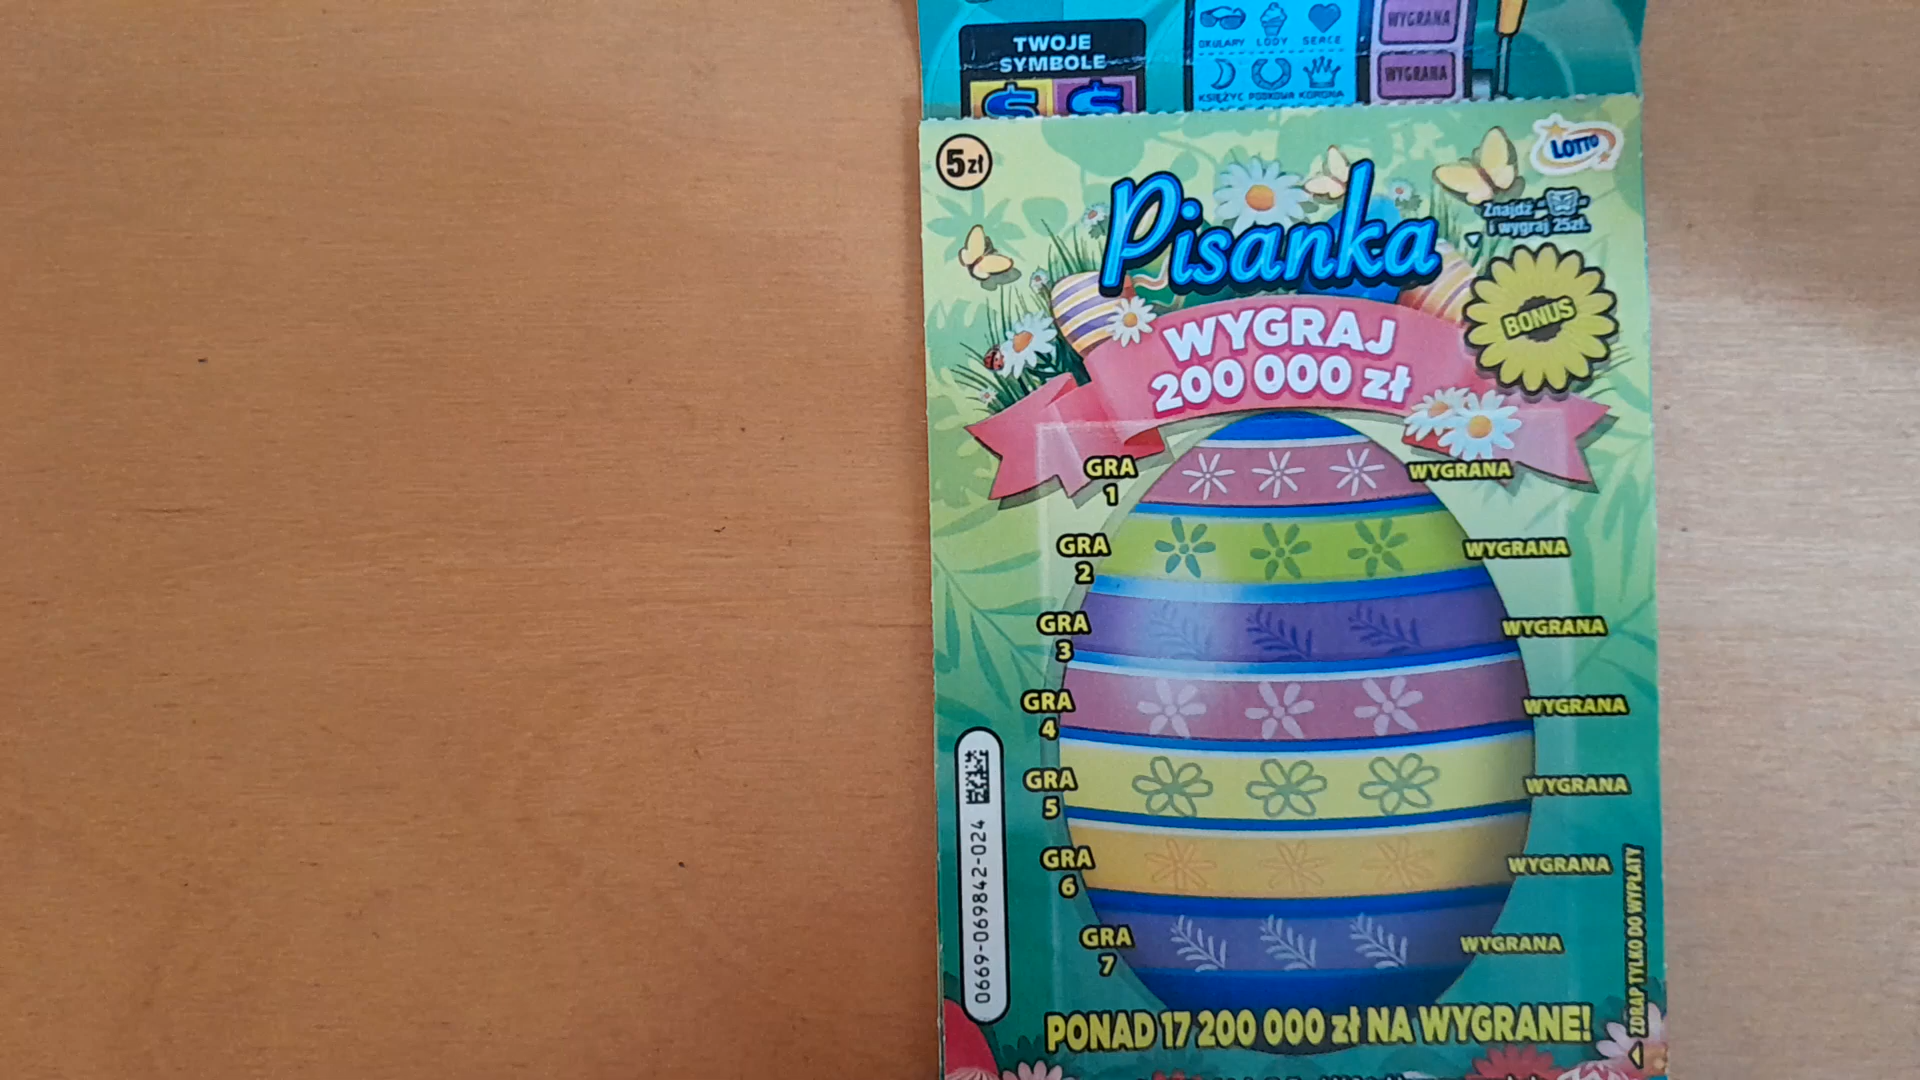 TWOJE
SYMBOLE
$ $
OKULARY LODY SERCE
KSIĘŻYC PODKOWA KORONA
WYGRANA
WYGRANA
5zł
LOTTO
Pisanka
Znajdź „ ”
i wygraj 25zł.
BONUS
WYGRAJ
200 000 zł
GRA
1
WYGRANA
GRA
2
WYGRANA
GRA
3
WYGRANA
GRA
4
WYGRANA
GRA
5
WYGRANA
GRA
6
WYGRANA
GRA
7
WYGRANA
0669-069842-024
ZDRAP TYLKO DO WYPŁATY
PONAD 17 200 000 zł NA WYGRANE!